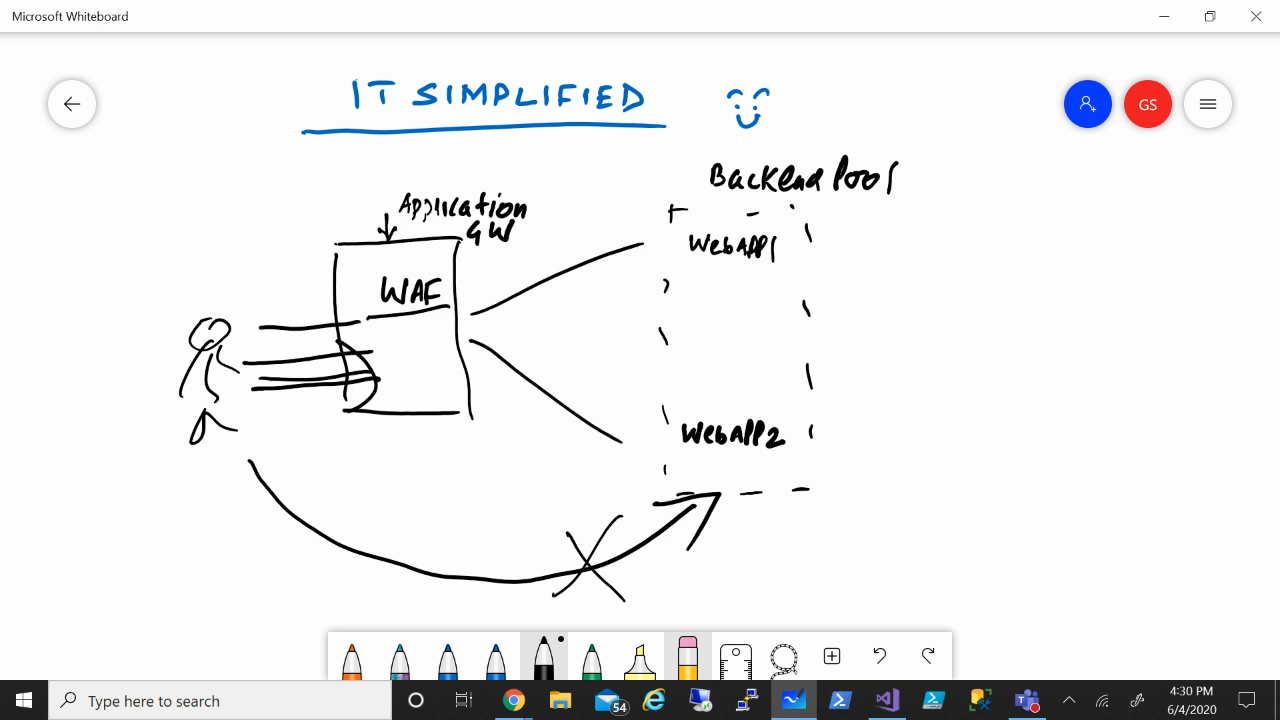 Microsoft Whiteboard
IT SIMPLIFIED
GS
Backend Pool
Application
GW
WebAPP1
WAF
WebAPP2
Type here to search
54
4:30 PM
6/4/2020